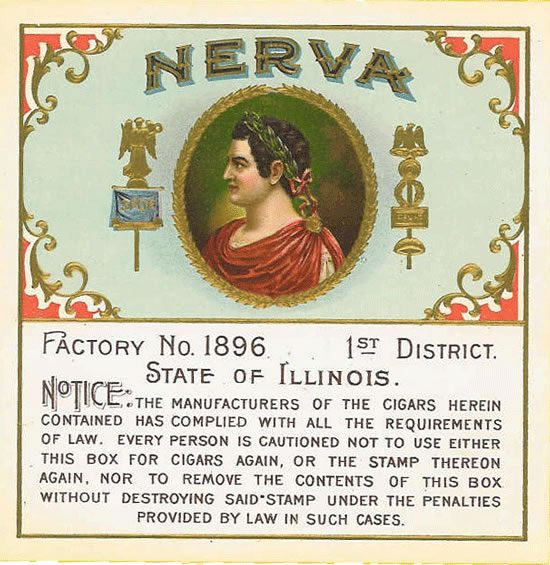 NERVA
SPQR
FACTORY NO. 1896. 1ST DISTRICT.
STATE OF ILLINOIS.
NOTICE: THE MANUFACTURERS OF THE CIGARS HEREIN
CONTAINED HAS COMPLIED WITH ALL THE REQUIREMENTS
OF LAW. EVERY PERSON IS CAUTIONED NOT TO USE EITHER
THIS BOX FOR CIGARS AGAIN, OR THE STAMP THEREON
AGAIN, NOR TO REMOVE THE CONTENTS OF THIS BOX
WITHOUT DESTROYING SAID STAMP UNDER THE PENALTIES
PROVIDED BY LAW IN SUCH CASES.